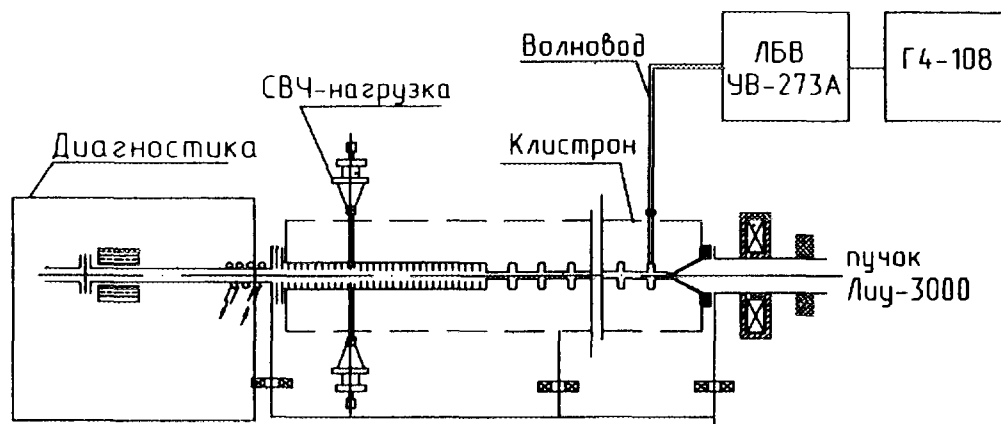 Волновод
ЛБВ
УВ-273А
Г4-108
СВЧ-нагрузка
Клистрон
Диагностика
пучок
Лиу-3000